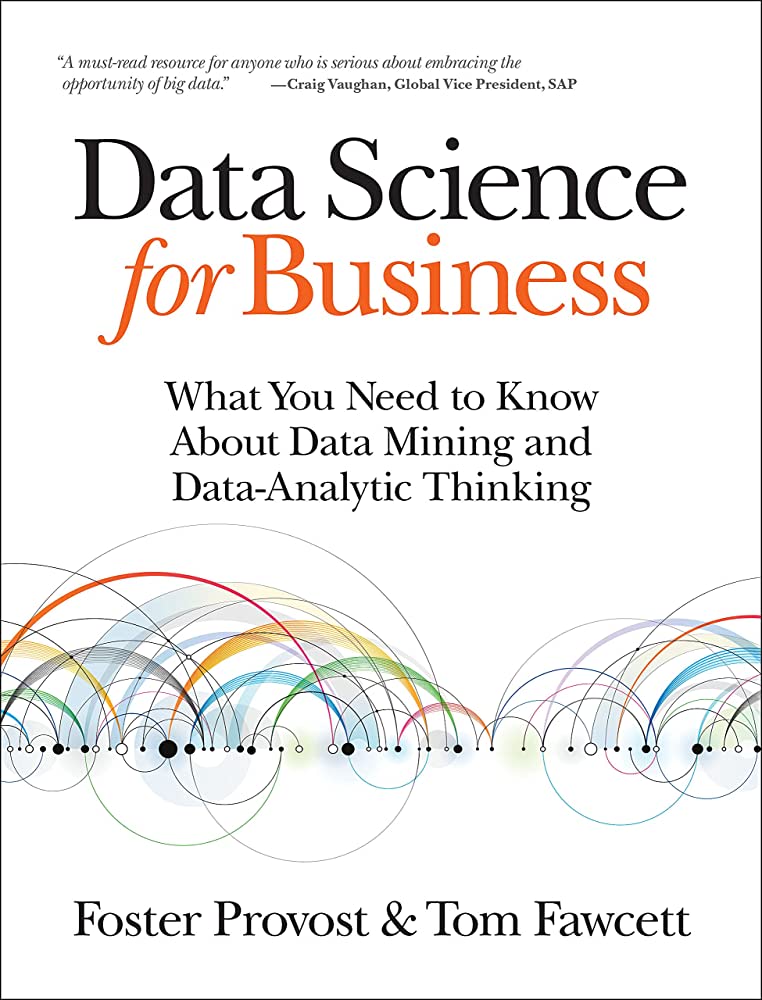 “A must-read resource for anyone who is serious about embracing the
opportunity of big data.” —Craig Vaughan, Global Vice President, SAP
Data Science
for Business
What You Need to Know
About Data Mining and
Data-Analytic Thinking
Foster Provost & Tom Fawcett